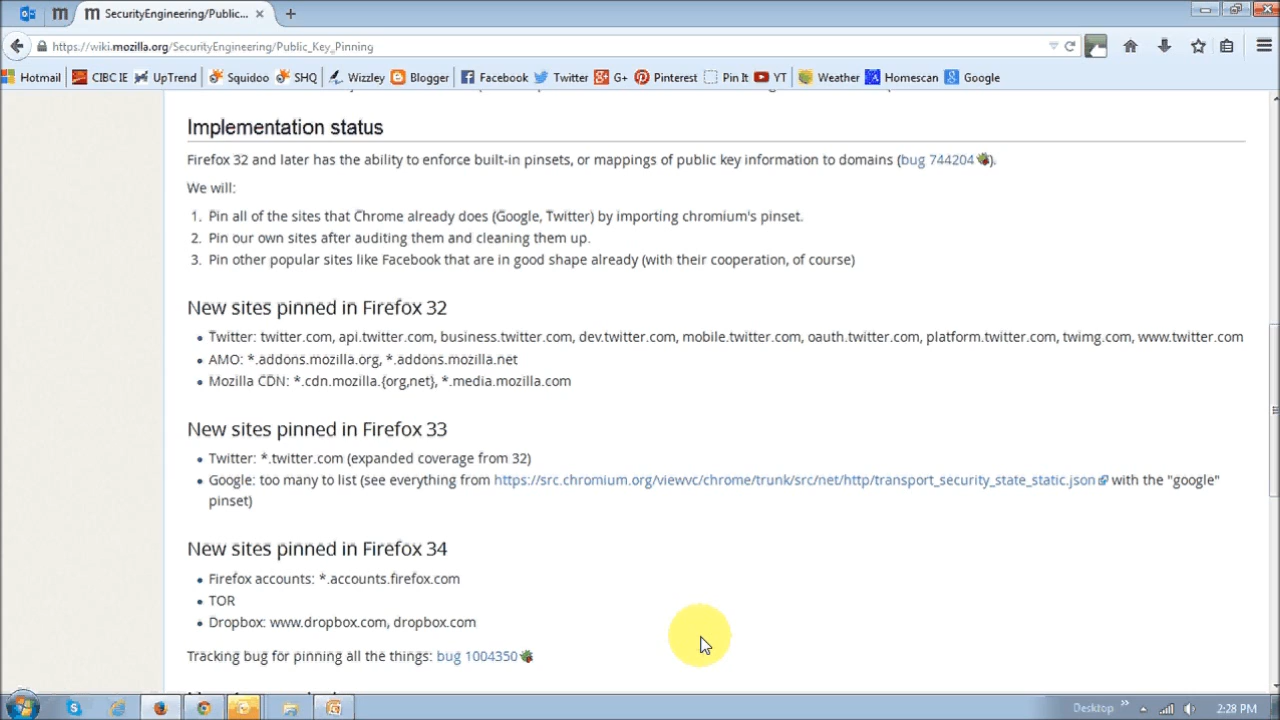 SecurityEngineering/Public...
https://wiki.mozilla.org/SecurityEngineering/Public_Key_Pinning
Hotmail CIBC IE UpTrend Squidoo SHQ Wizzley Blogger Facebook Twitter G+ Pinterest Pin It YT Weather Homescan Google
Implementation status
Firefox 32 and later has the ability to enforce built-in pinsets, or mappings of public key information to domains (bug 744204).
We will:
1. Pin all of the sites that Chrome already does (Google, Twitter) by importing chromium's pinset.
2. Pin our own sites after auditing them and cleaning them up.
3. Pin other popular sites like Facebook that are in good shape already (with their cooperation, of course)
New sites pinned in Firefox 32
• Twitter: twitter.com, api.twitter.com, business.twitter.com, dev.twitter.com, mobile.twitter.com, oauth.twitter.com, platform.twitter.com, twimg.com, www.twitter.com
• AMO: *.addons.mozilla.org, *.addons.mozilla.net
• Mozilla CDN: *.cdn.mozilla.{org,net}, *.media.mozilla.com
New sites pinned in Firefox 33
• Twitter: *.twitter.com (expanded coverage from 32)
• Google: too many to list (see everything from https://src.chromium.org/viewvc/chrome/trunk/src/net/http/transport_security_state_static.json with the "google"
pinset)
New sites pinned in Firefox 34
• Firefox accounts: *.accounts.firefox.com
• TOR
• Dropbox: www.dropbox.com, dropbox.com
Tracking bug for pinning all the things: bug 1004350
Desktop 2:28 PM